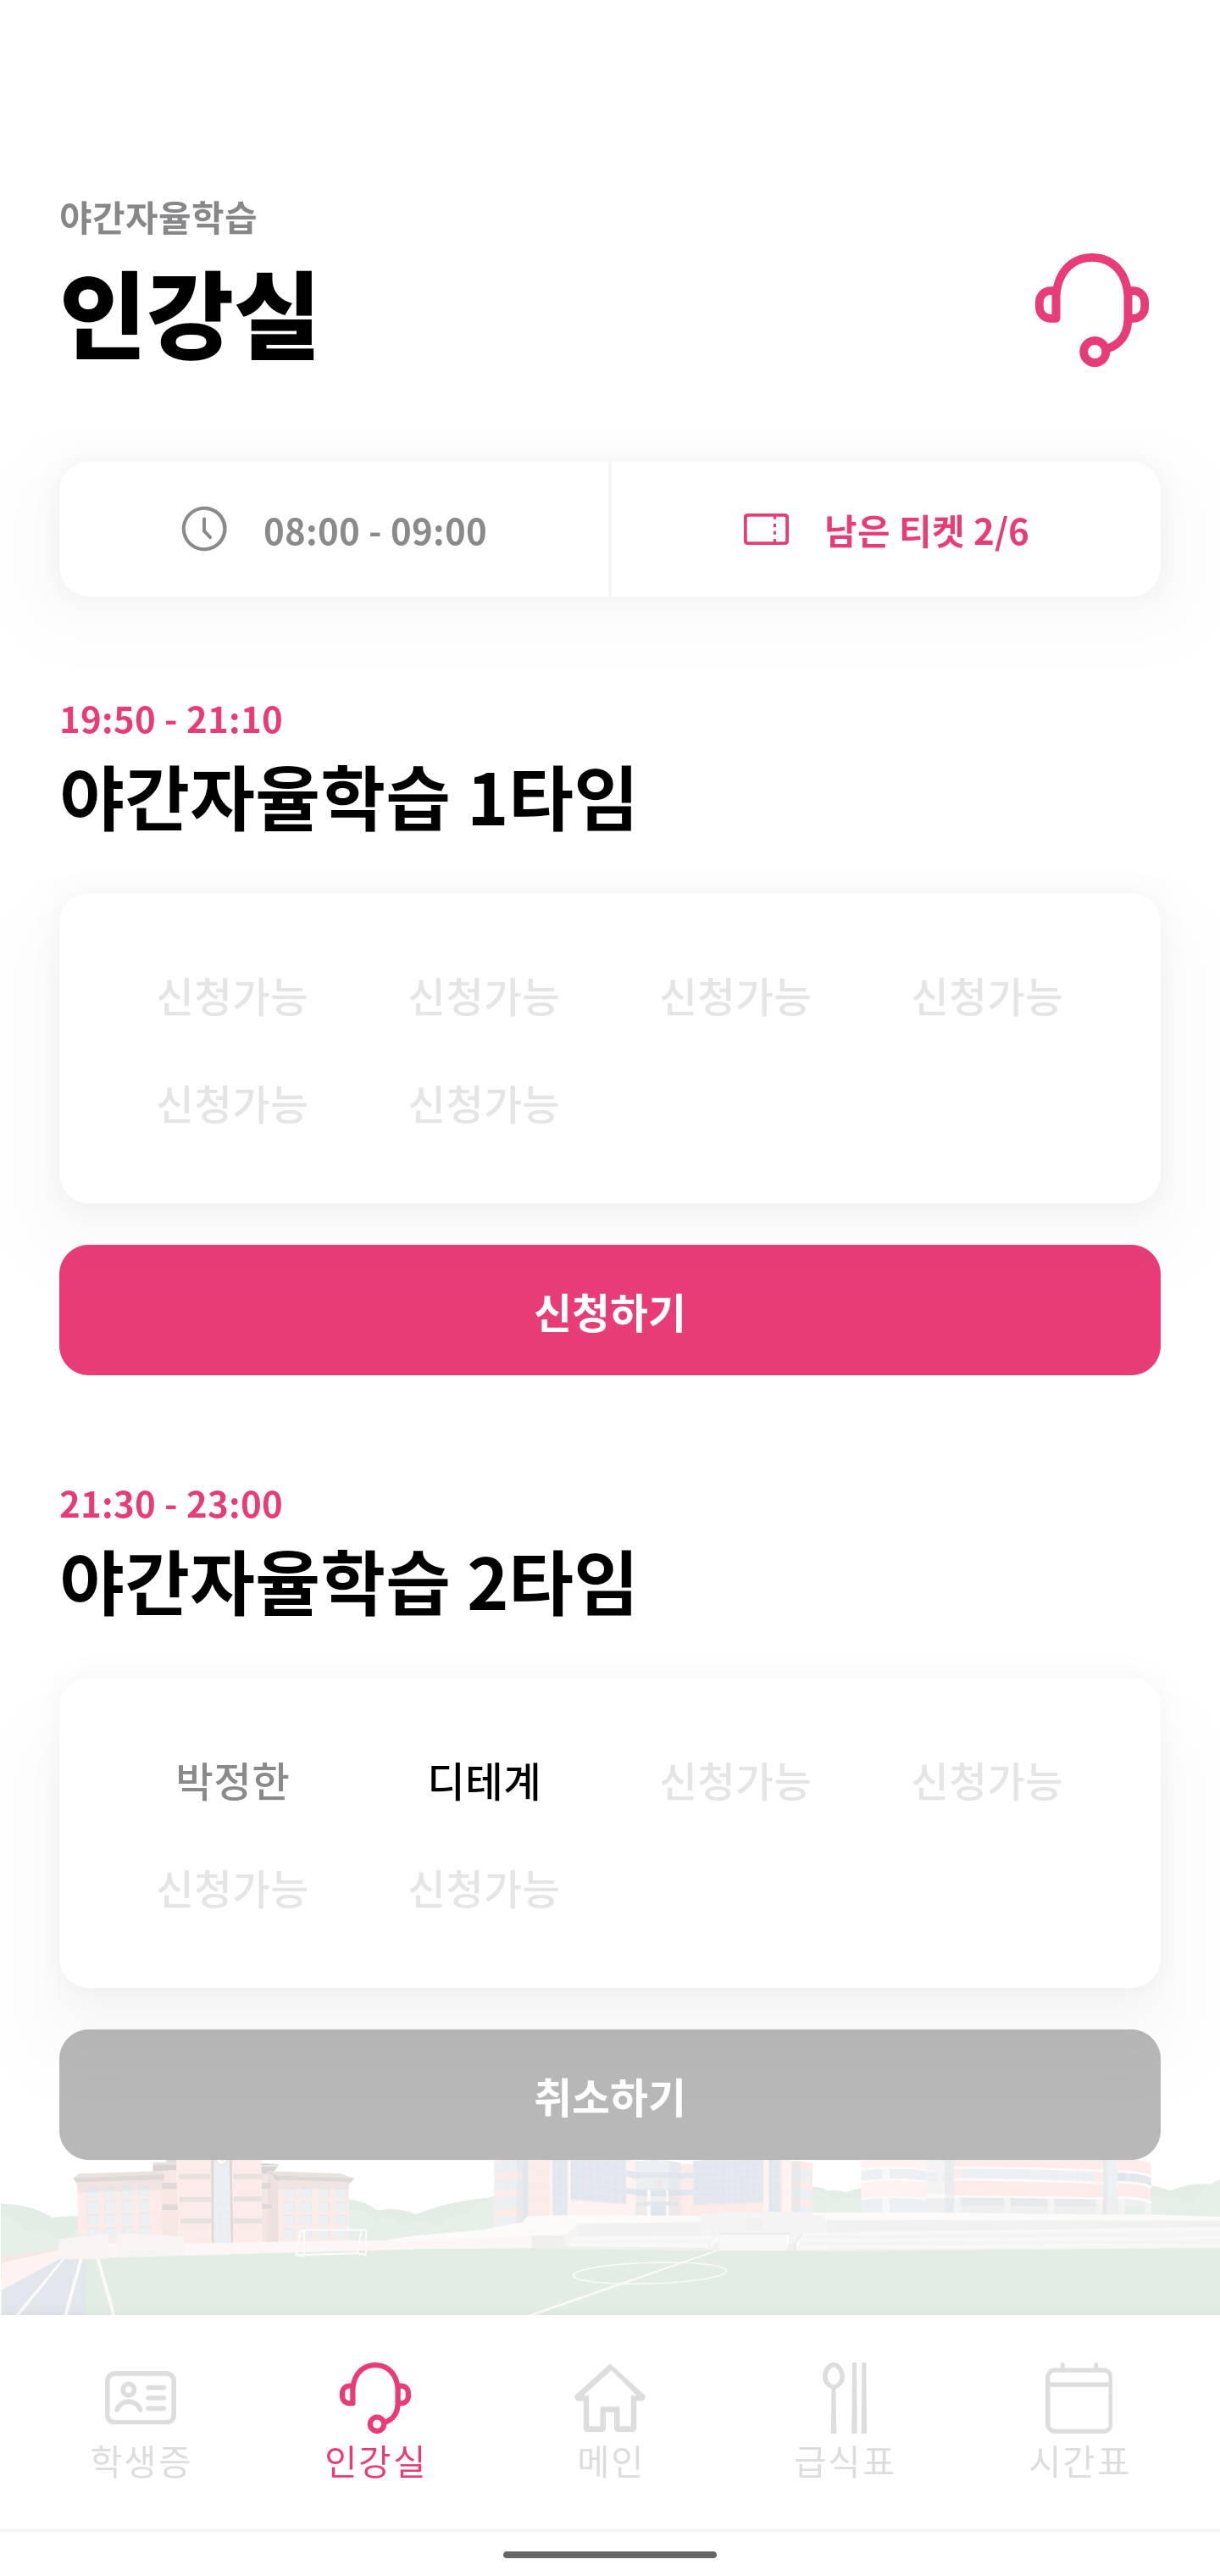 야간자율학습
인강실
08:00 - 09:00 남은 티켓 2/6
19:50 - 21:10
야간자율학습 1타임
신청가능 신청가능 신청가능 신청가능
신청가능 신청가능
신청하기
21:30 - 23:00
야간자율학습 2타임
박정한 디테계 신청가능 신청가능
신청가능 신청가능
취소하기
학생증 인강실 메인 급식표 시간표